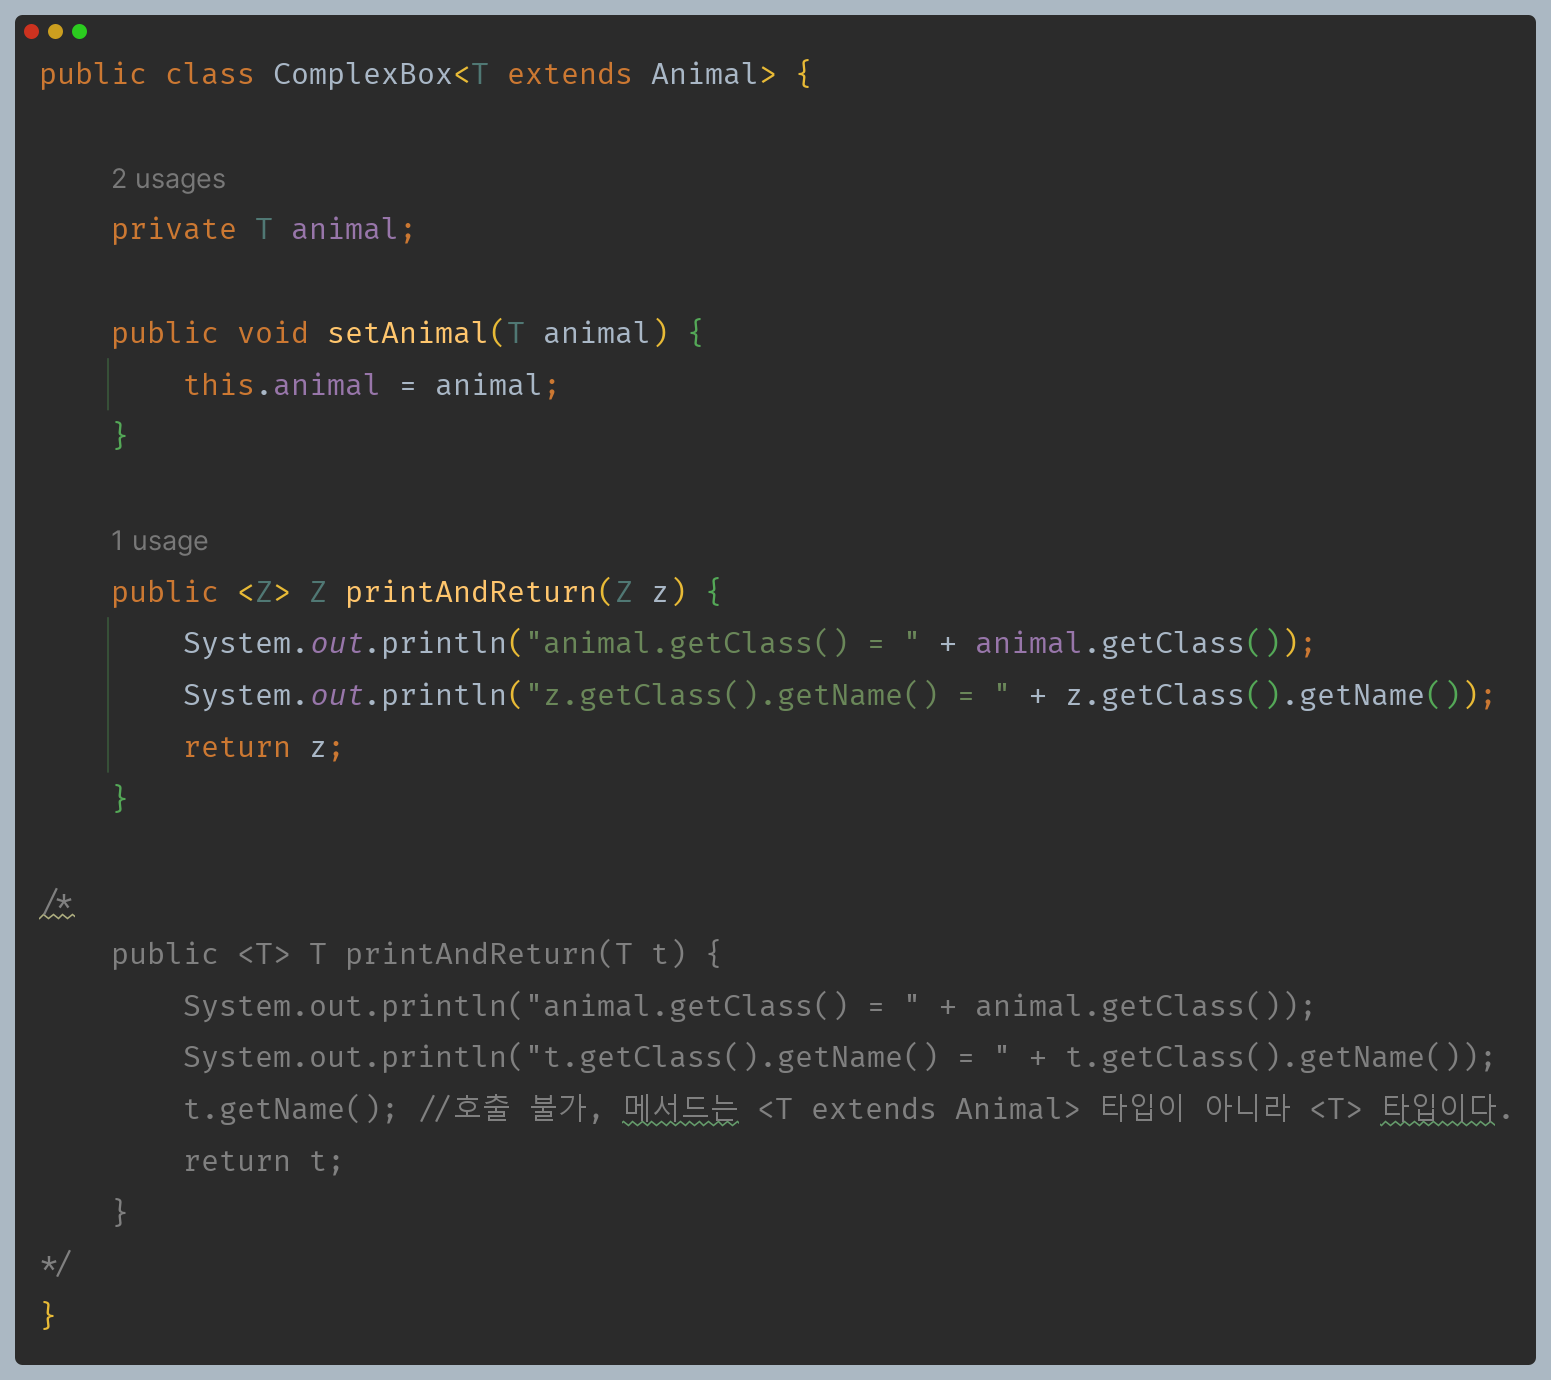 public class ComplexBox<T extends Animal> {
2 usages
private T animal;
public void setAnimal(T animal) {
this.animal = animal;
}
1 usage
public <Z> Z printAndReturn(Z z) {
System.out.println("animal.getClass() = " + animal.getClass());
System.out.println("z.getClass().getName() = " + z.getClass().getName());
return z;
}
/*
public <T> T printAndReturn(T t) {
System.out.println("animal.getClass() = " + animal.getClass());
System.out.println("t.getClass().getName() = " + t.getClass().getName());
t.getName(); //호출 불가, 메서드는 <T extends Animal> 타입이 아니라 <T> 타입이다.
return t;
}
*/
}